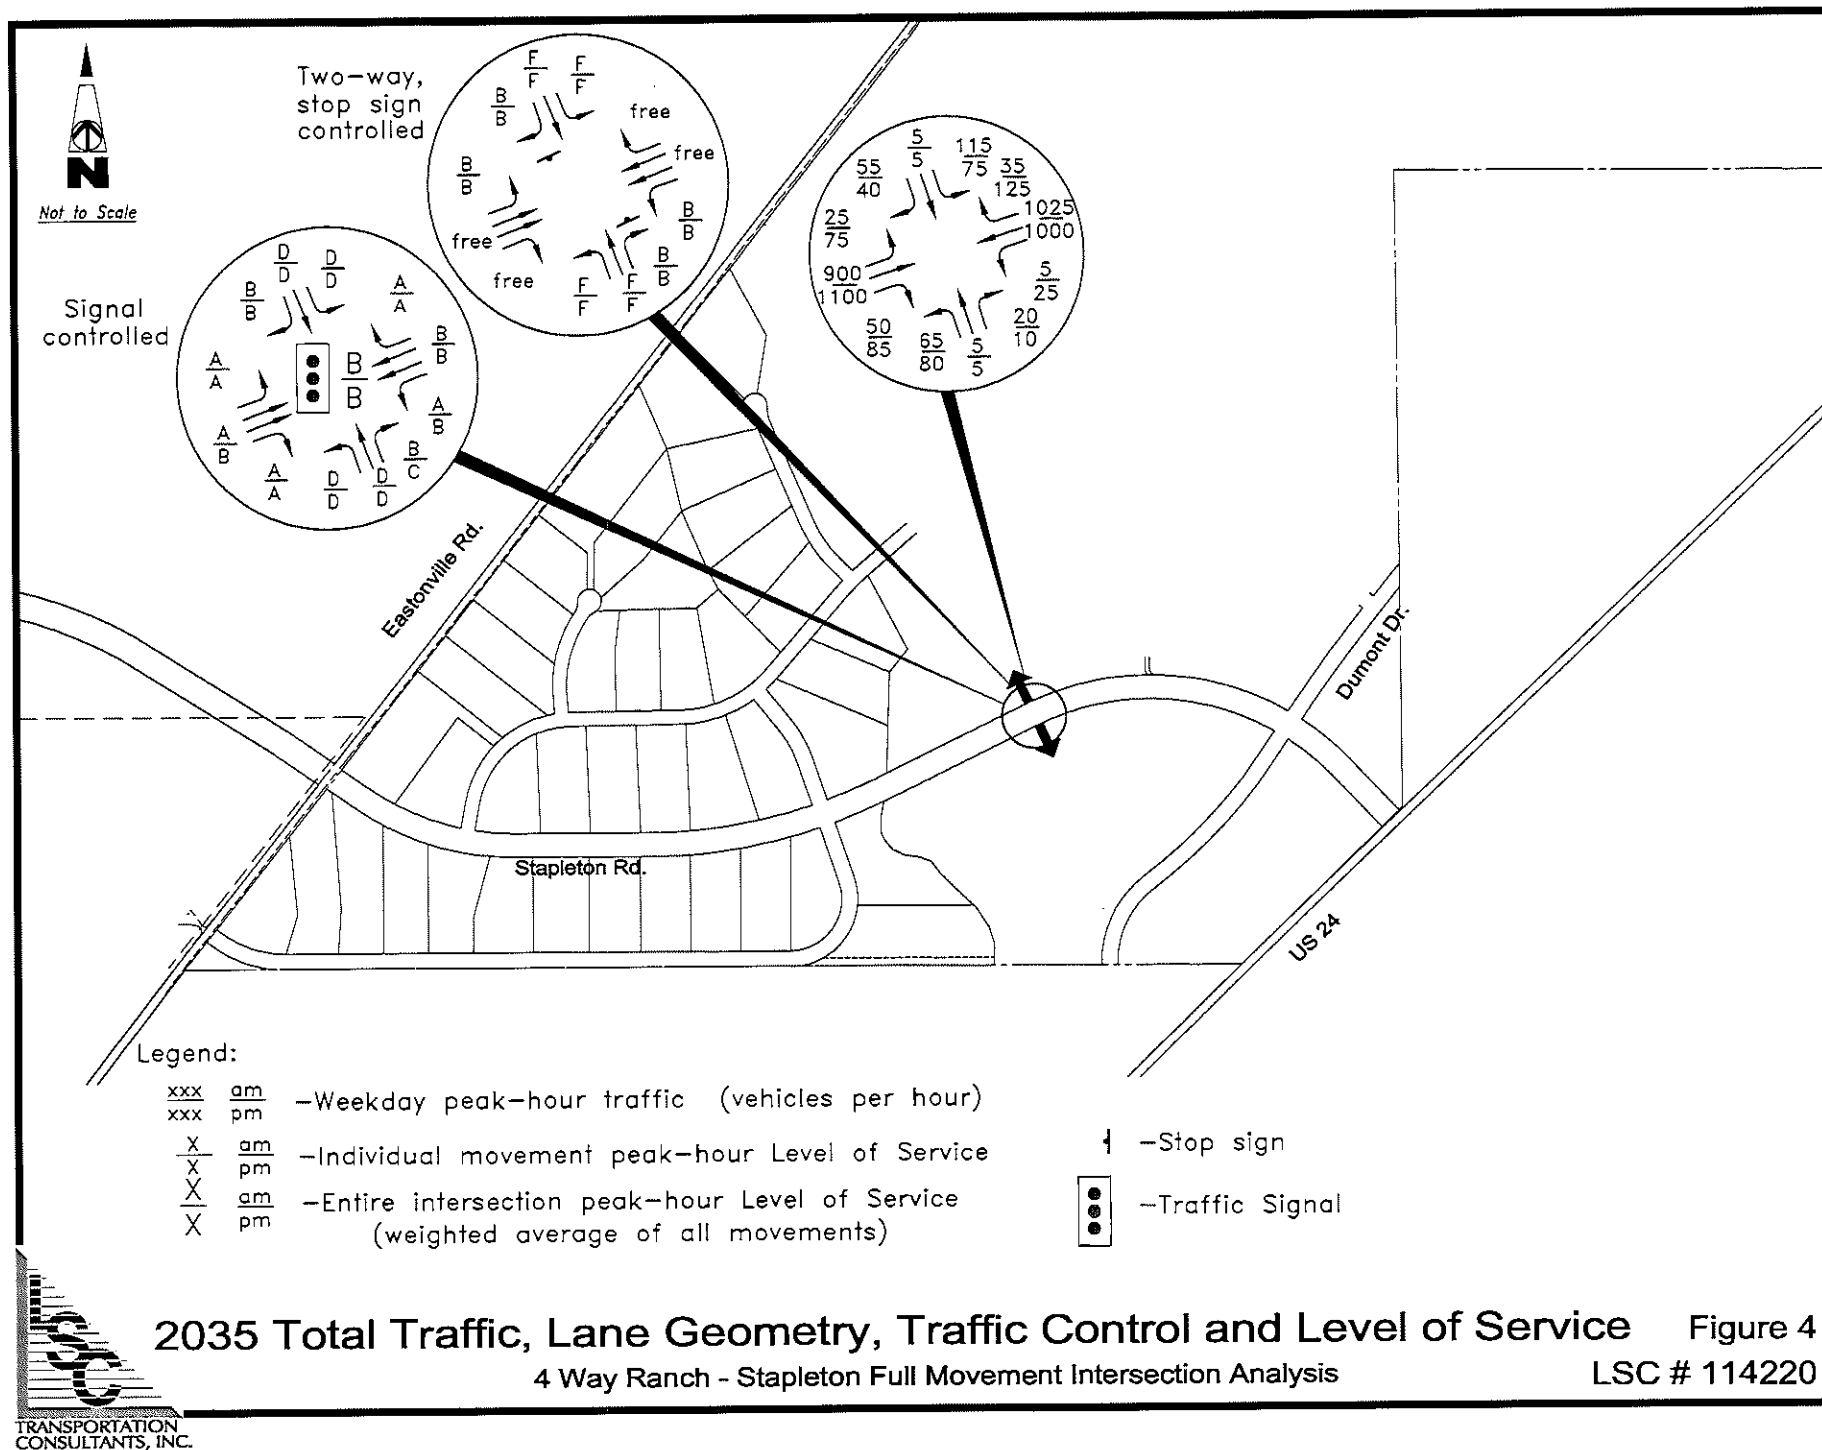 Two-way,
stop sign
controlled
F F
F F
B
B
free
free
B
B
free
free
B
B
B
B
F F
F F
N
Not to Scale
Signal
controlled
D D
D D
B
B
A
A
B
B
A
A
B
B
A
B
A
B
B
C
A
A
D D
D D
5
5
115
75
35
125
55
40
1025
1000
25
75
900
1100
5
25
20
10
50
85
65
80
5
5
Eastonville Rd.
Stapleton Rd.
Dumont Dr.
US 24
Legend:
xxx am
xxx pm
-Weekday peak-hour traffic (vehicles per hour)
X am
X pm
-Individual movement peak-hour Level of Service
X am
X pm
-Entire intersection peak-hour Level of Service
(weighted average of all movements)
-Stop sign
-Traffic Signal
LSC
TRANSPORTATION
CONSULTANTS, INC.
2035 Total Traffic, Lane Geometry, Traffic Control and Level of Service
4 Way Ranch - Stapleton Full Movement Intersection Analysis
Figure 4
LSC # 114220